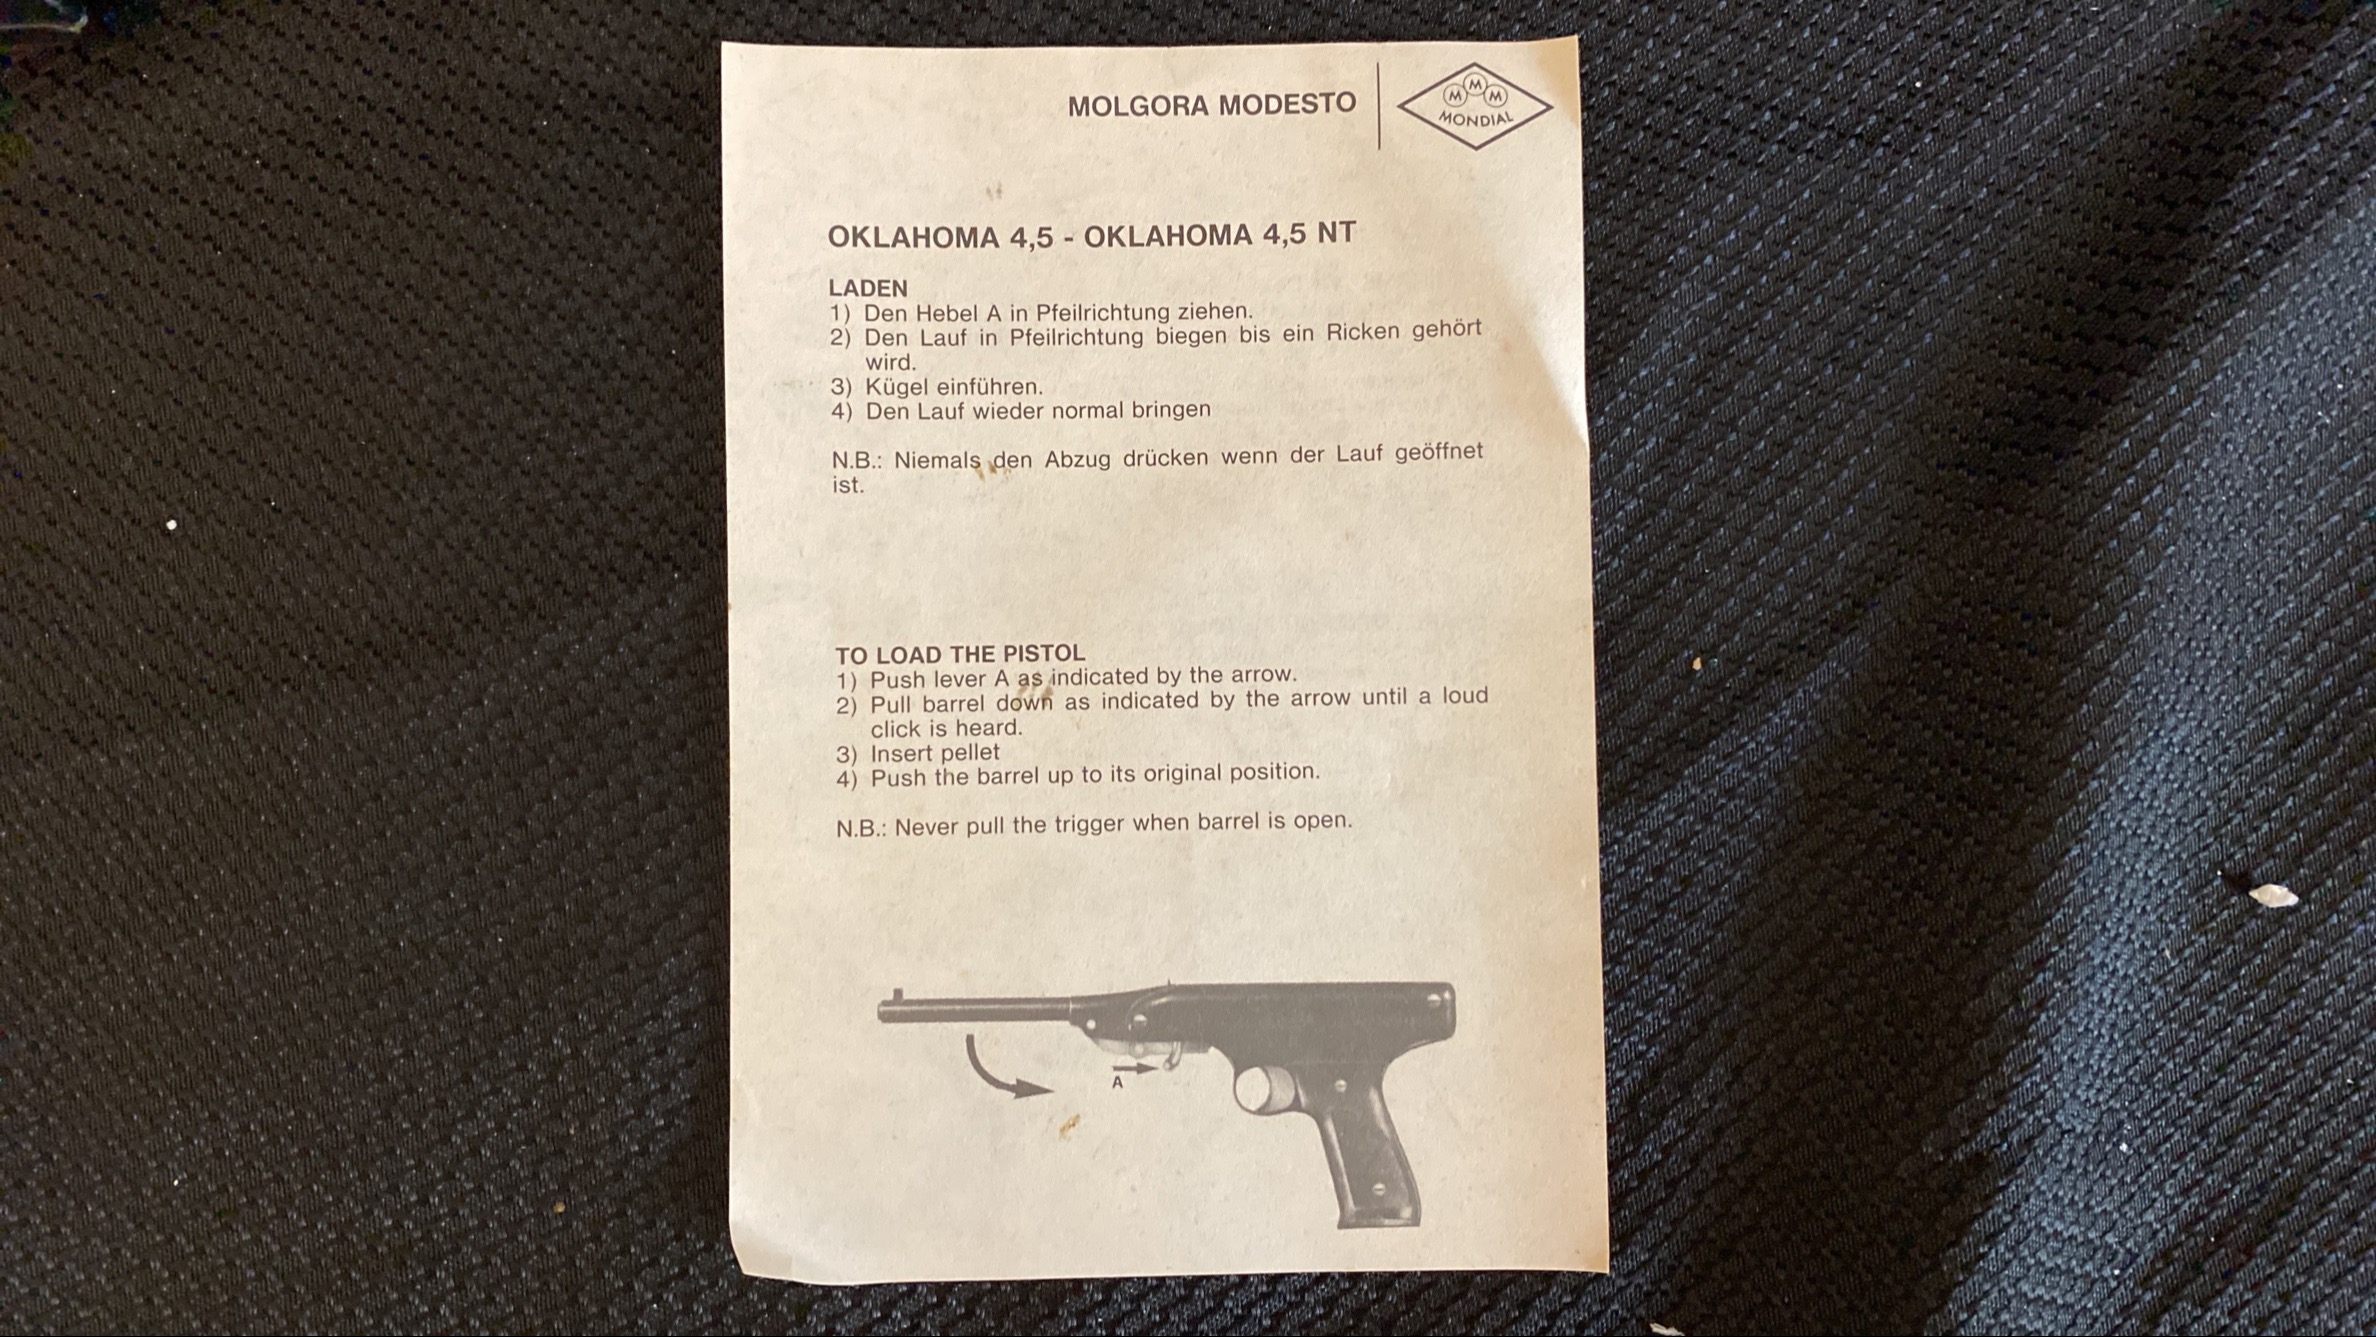 MOLGORA MODESTO
M M M
MONDIAL
OKLAHOMA 4,5 - OKLAHOMA 4,5 NT
LADEN
1) Den Hebel A in Pfeilrichtung ziehen.
2) Den Lauf in Pfeilrichtung biegen bis ein Ricken gehört
wird.
3) Kügel einführen.
4) Den Lauf wieder normal bringen
N.B.: Niemals den Abzug drücken wenn der Lauf geöffnet
ist.
TO LOAD THE PISTOL
1) Push lever A as indicated by the arrow.
2) Pull barrel down as indicated by the arrow until a loud
click is heard.
3) Insert pellet
4) Push the barrel up to its original position.
N.B.: Never pull the trigger when barrel is open.
A